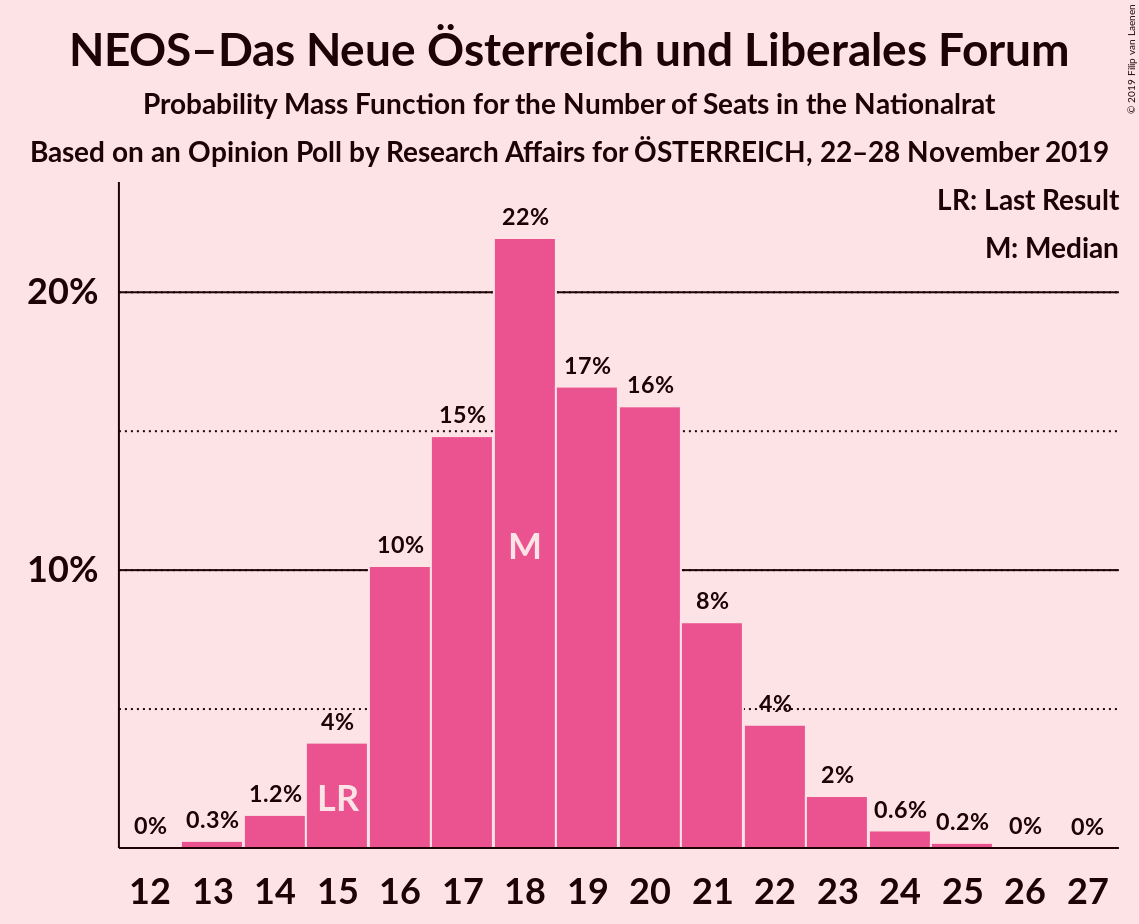 NEOS–Das Neue Österreich und Liberales Forum
Probability Mass Function for the Number of Seats in the Nationalrat
Based on an Opinion Poll by Research Affairs for ÖSTERREICH, 22–28 November 2019
© 2019 Filip van Laenen
LR: Last Result
M: Median
20%
10%
0%
0.3%
1.2%
4%
10%
15%
22%
17%
16%
8%
4%
2%
0.6%
0.2%
0%
0%
LR
M
12 13 14 15 16 17 18 19 20 21 22 23 24 25 26 27